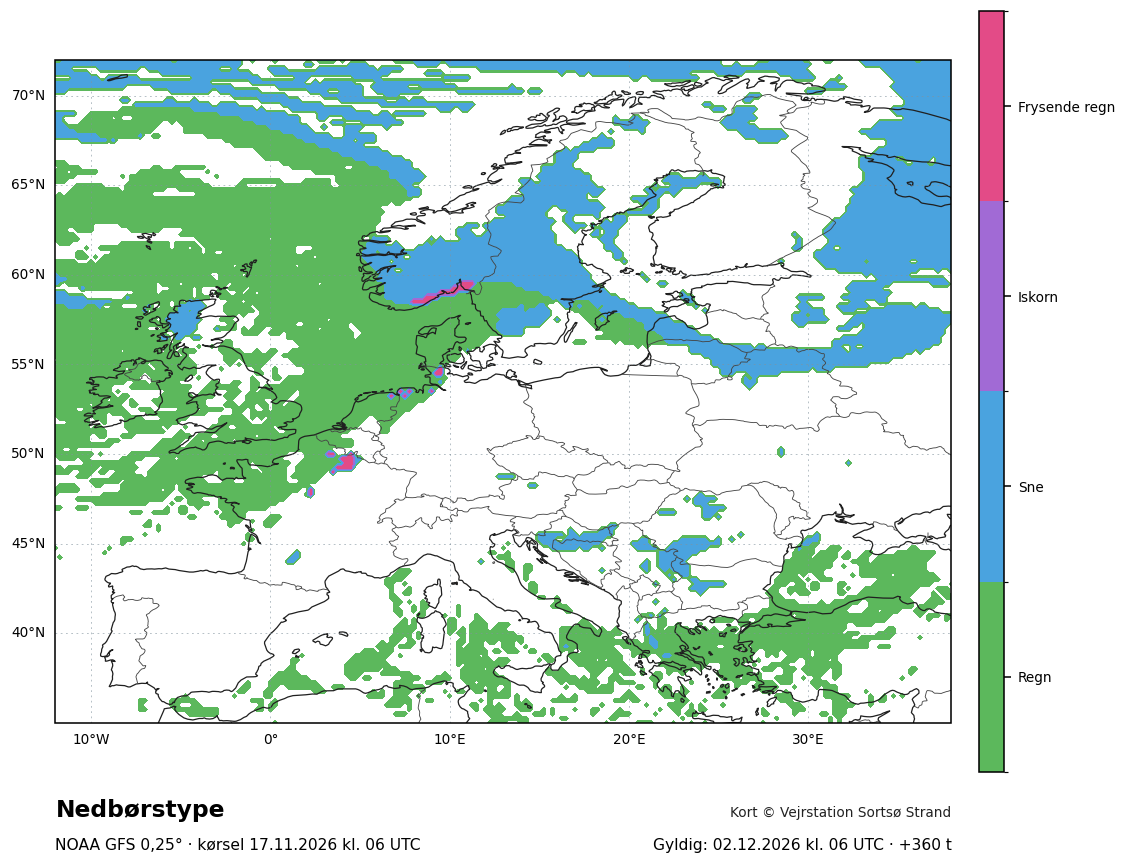 70°N
65°N
60°N
55°N
50°N
45°N
40°N
10°W
0°
10°E
20°E
30°E
Frysende regn
Iskorn
Sne
Regn
Nedbørstype
Kort © Vejrstation Sortsø Strand
NOAA GFS 0,25° · kørsel 17.11.2026 kl. 06 UTC
Gyldig: 02.12.2026 kl. 06 UTC · +360 t